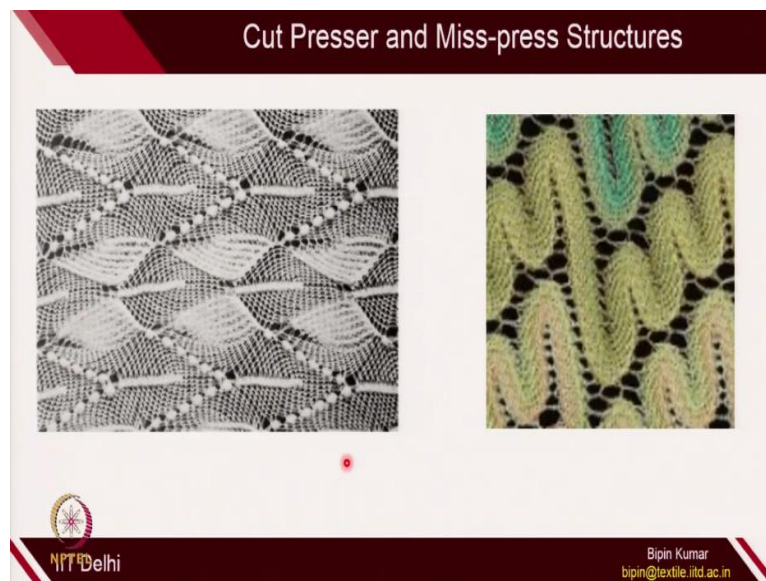 Cut Presser and Miss-press Structures
NPTEL
IIT Delhi
Bipin Kumar
bipin@textile.iitd.ac.in